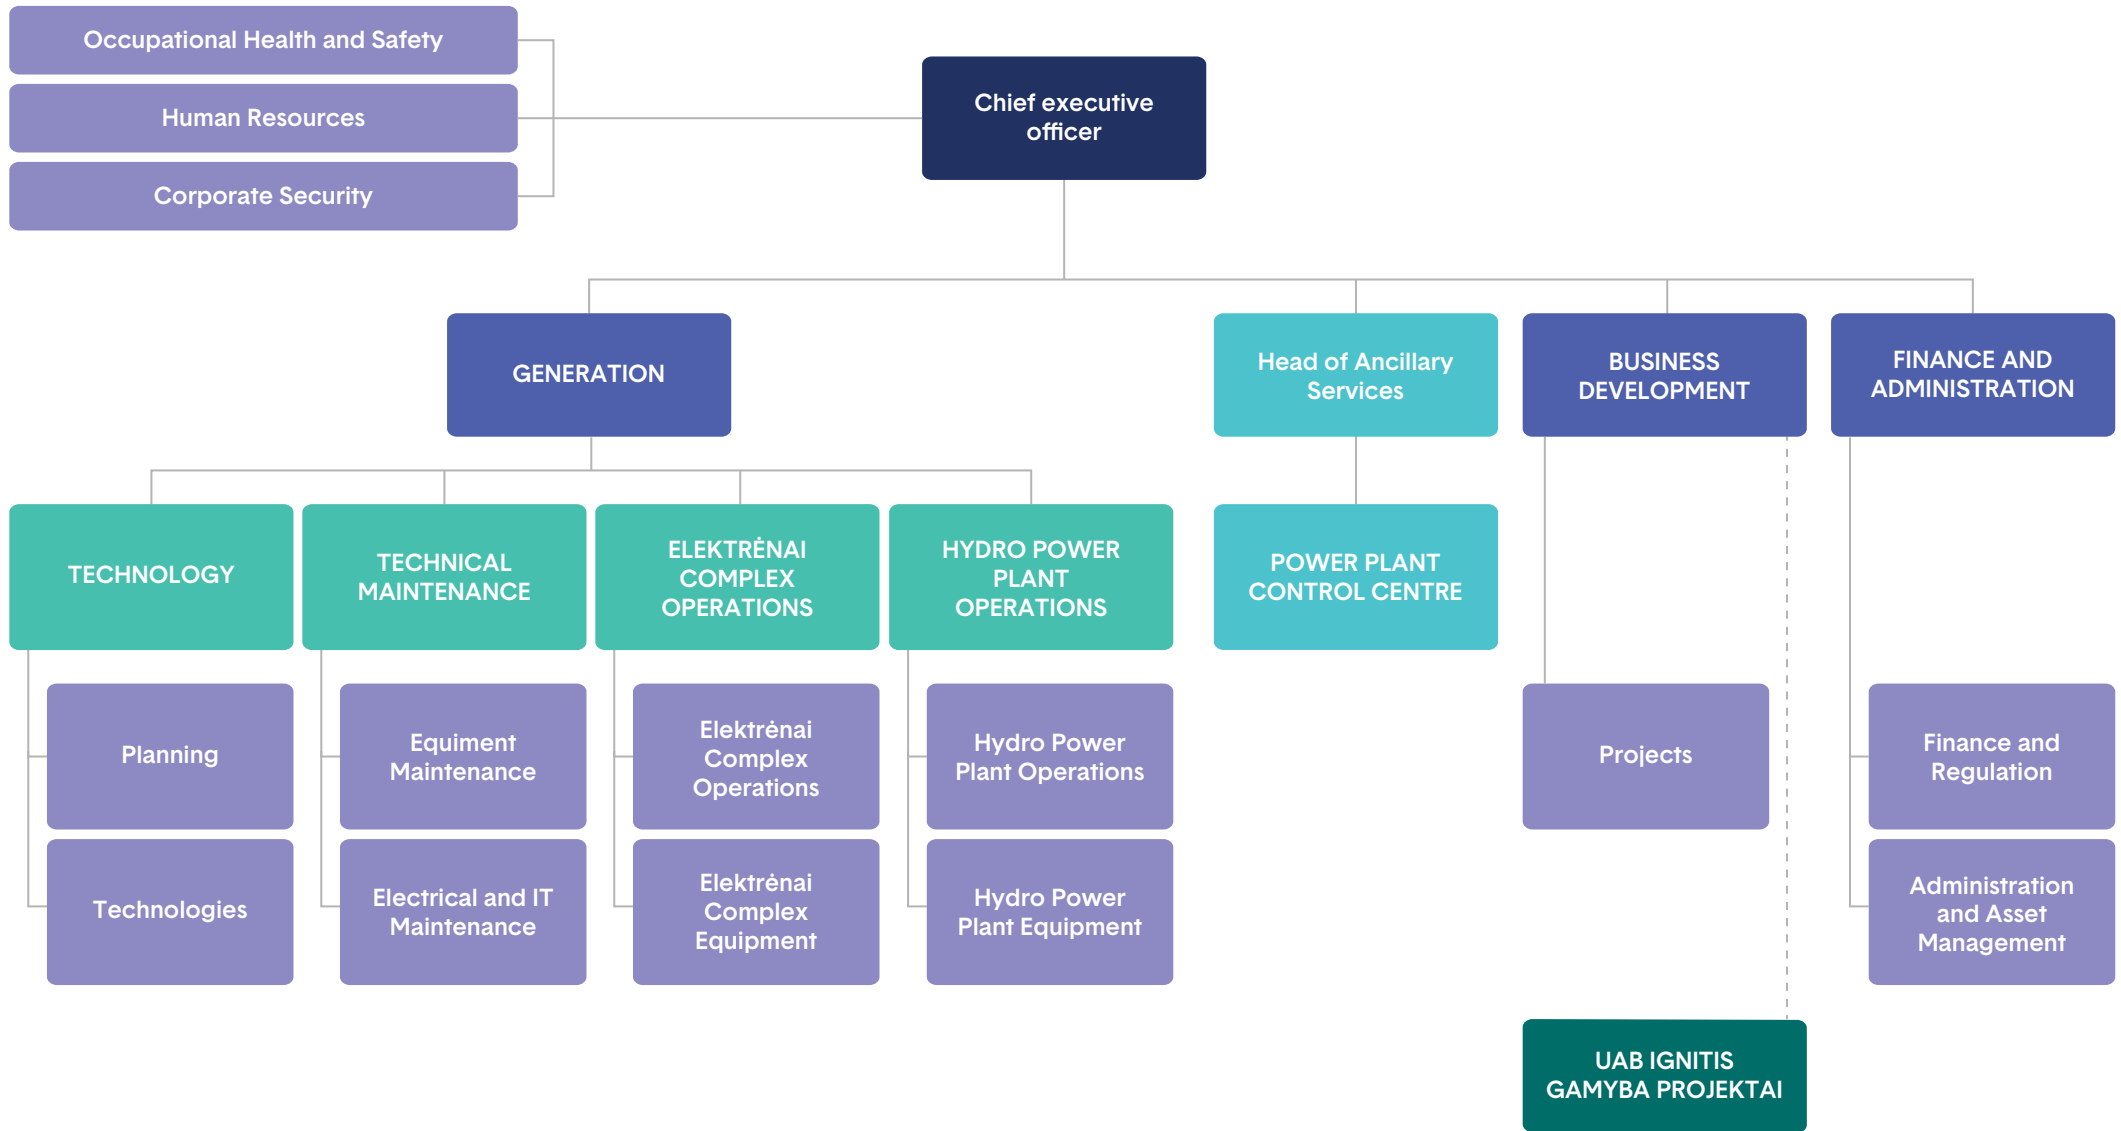 Occupational Health and Safety
Human Resources
Corporate Security
Chief executive
officer
GENERATION
Head of Ancillary
Services
BUSINESS
DEVELOPMENT
FINANCE AND
ADMINISTRATION
TECHNOLOGY
TECHNICAL
MAINTENANCE
ELEKTRĖNAI
COMPLEX
OPERATIONS
HYDRO POWER
PLANT
OPERATIONS
POWER PLANT
CONTROL CENTRE
Planning
Equiment
Maintenance
Elektrėnai
Complex
Operations
Hydro Power
Plant Operations
Projects
Finance and
Regulation
Technologies
Electrical and IT
Maintenance
Elektrėnai
Complex
Equipment
Hydro Power
Plant Equipment
Administration
and Asset
Management
UAB IGNITIS
GAMYBA PROJEKTAI